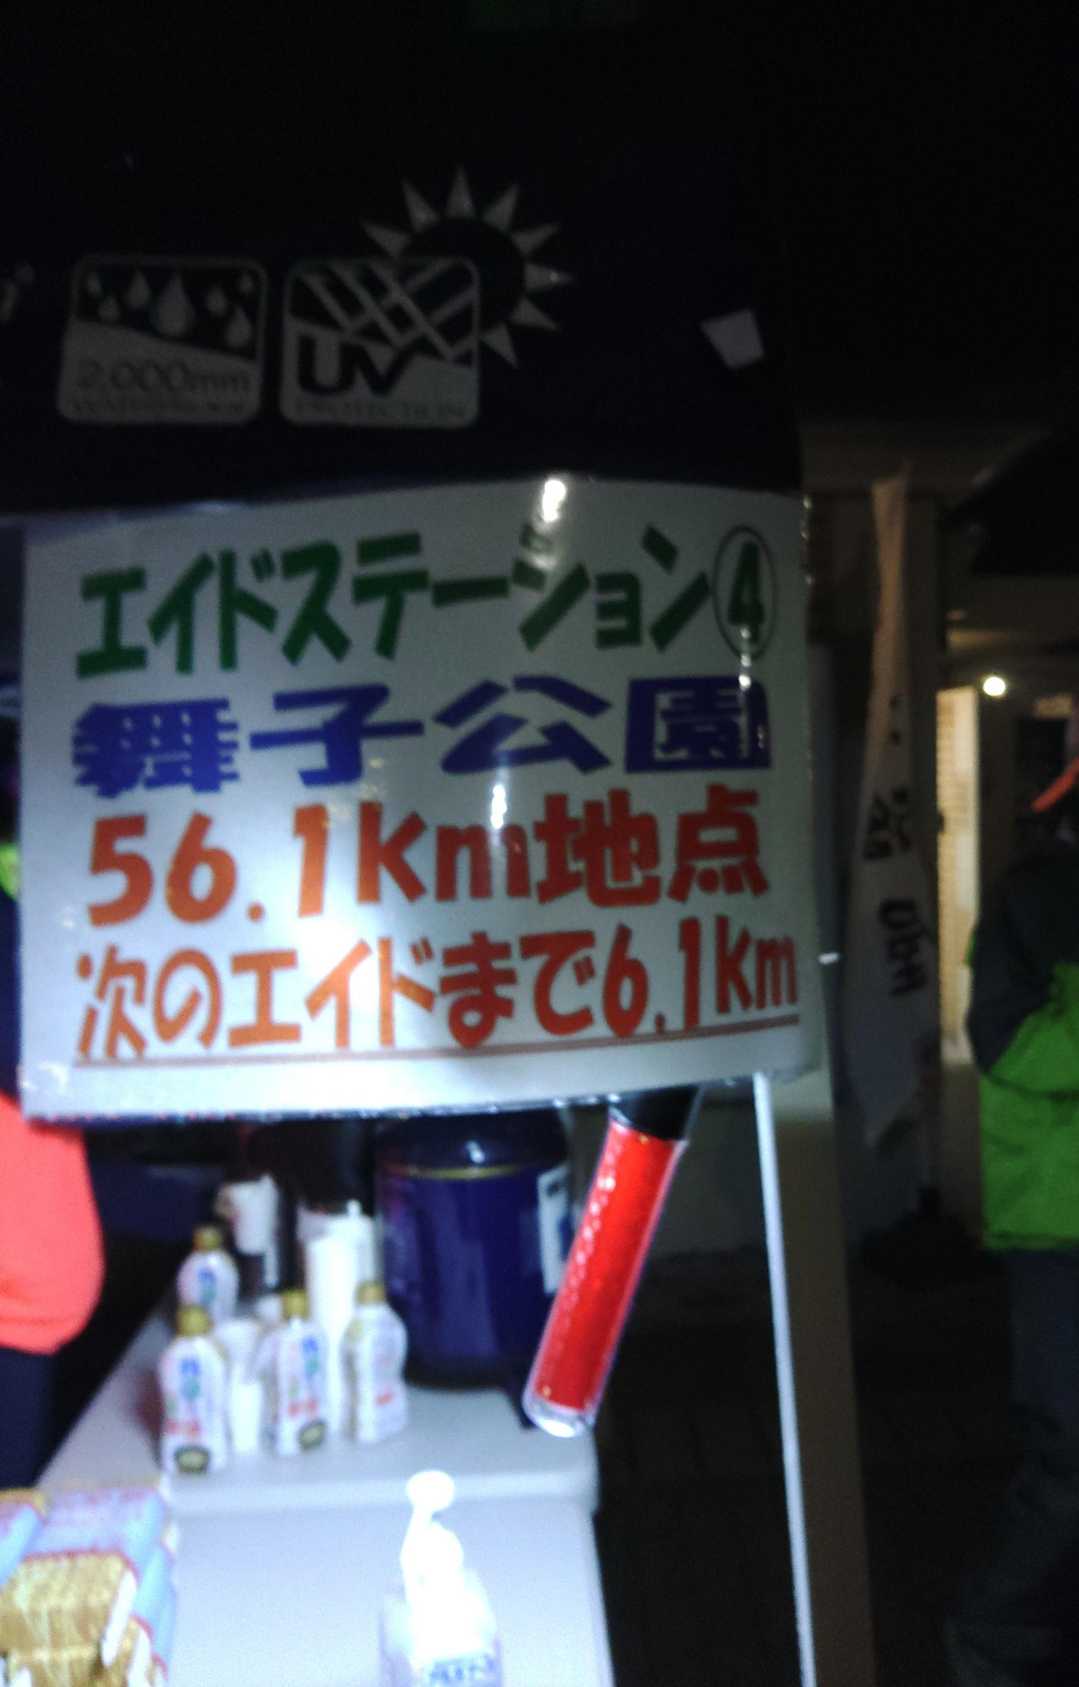 2,000mm
UV
PROTECTION
エイドステーション④
舞子公園
56.1km地点
次のエイドまで6.1km